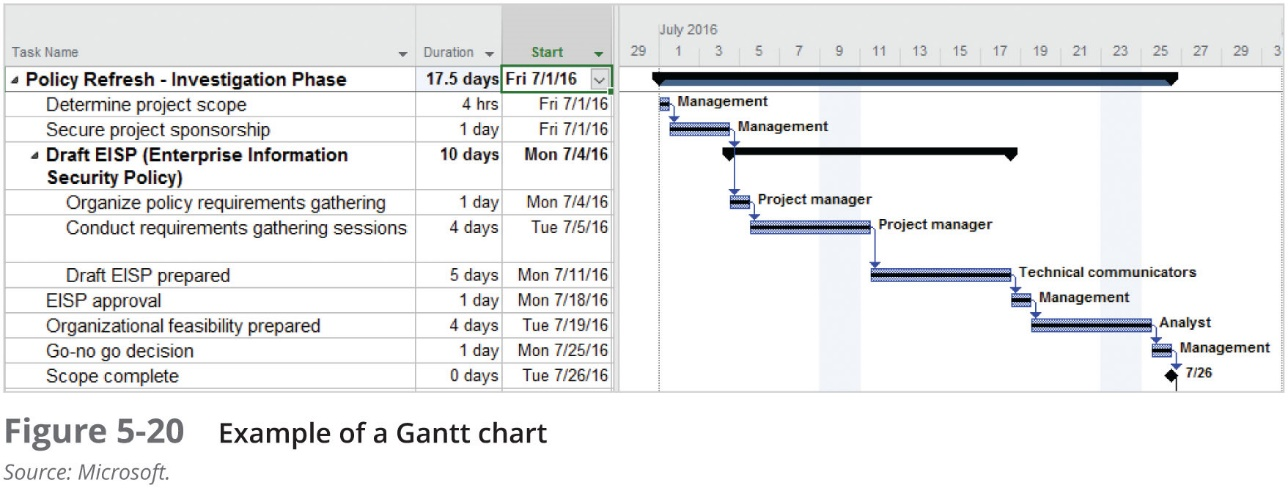 July 2016
Task Name Duration Start 29 1 3 5 7 9 11 13 15 17 19 21 23 25 27 29 3
Policy Refresh - Investigation Phase 17.5 days Fri 7/1/16
Determine project scope 4 hrs Fri 7/1/16 Management
Secure project sponsorship 1 day Fri 7/1/16 Management
Draft EISP (Enterprise Information 10 days Mon 7/4/16
Security Policy)
Organize policy requirements gathering 1 day Mon 7/4/16 Project manager
Conduct requirements gathering sessions 4 days Tue 7/5/16 Project manager
Draft EISP prepared 5 days Mon 7/11/16 Technical communicators
EISP approval 1 day Mon 7/18/16 Management
Organizational feasibility prepared 4 days Tue 7/19/16 Analyst
Go-no go decision 1 day Mon 7/25/16 Management
Scope complete 0 days Tue 7/26/16 7/26
Figure 5-20 Example of a Gantt chart
Source: Microsoft.